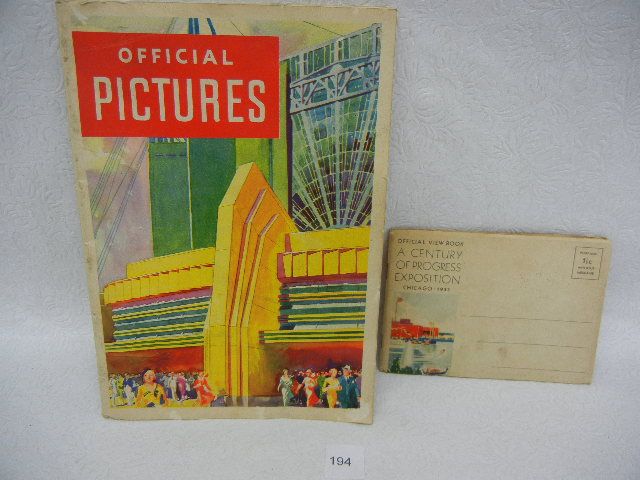 OFFICIAL
PICTURES
OFFICIAL VIEW BOOK
A CENTURY
OF PROGRESS
EXPOSITION
CHICAGO-1933
194